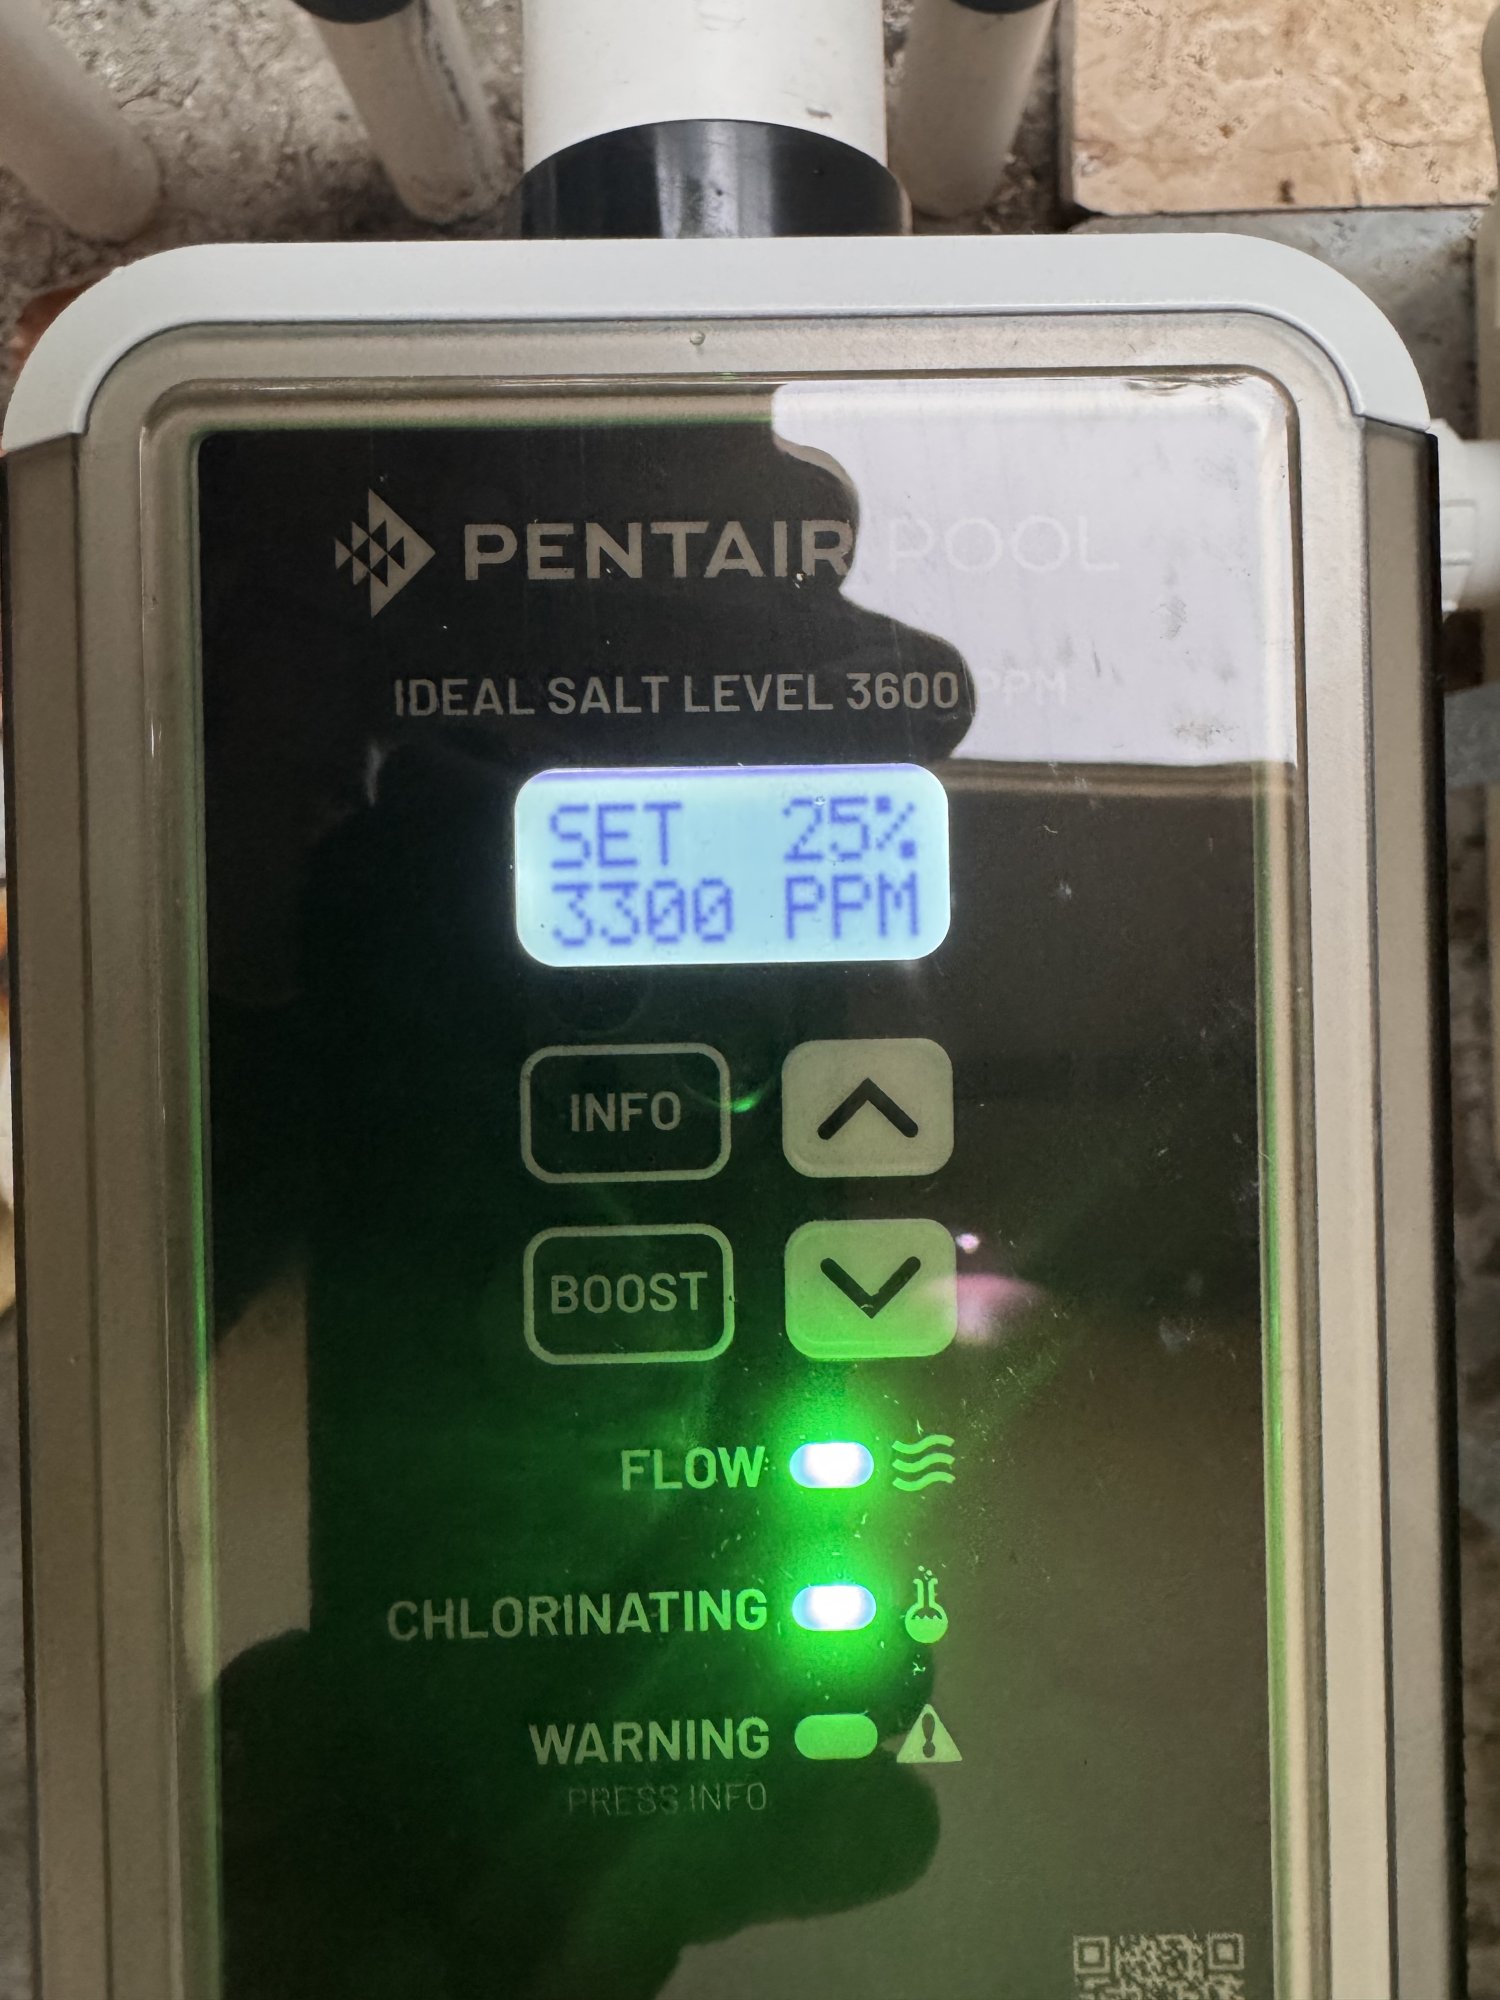 PENTAIR POOL
IDEAL SALT LEVEL 3600 PPM
SET 25%
3300 PPM
INFO
BOOST
FLOW
CHLORINATING
WARNING
PRESS INFO